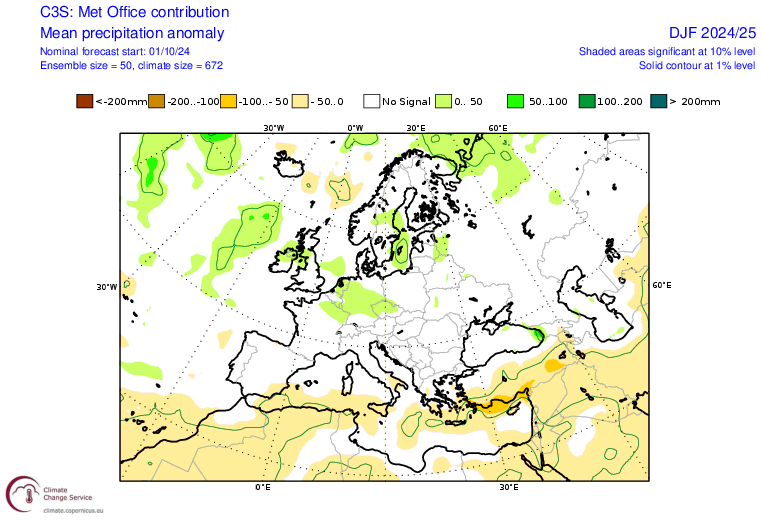 C3S: Met Office contribution
Mean precipitation anomaly DJF 2024/25
Nominal forecast start: 01/10/24 Shaded areas significant at 10% level
Ensemble size = 50, climate size = 672 Solid contour at 1% level
<-200mm -200..-100 -100..- 50 - 50..0 No Signal 0.. 50 50..100 100..200 > 200mm
30°W 0°W 30°E 60°E
30°W 60°E
0°E 30°E
Climate
Change Service
climate.copernicus.eu